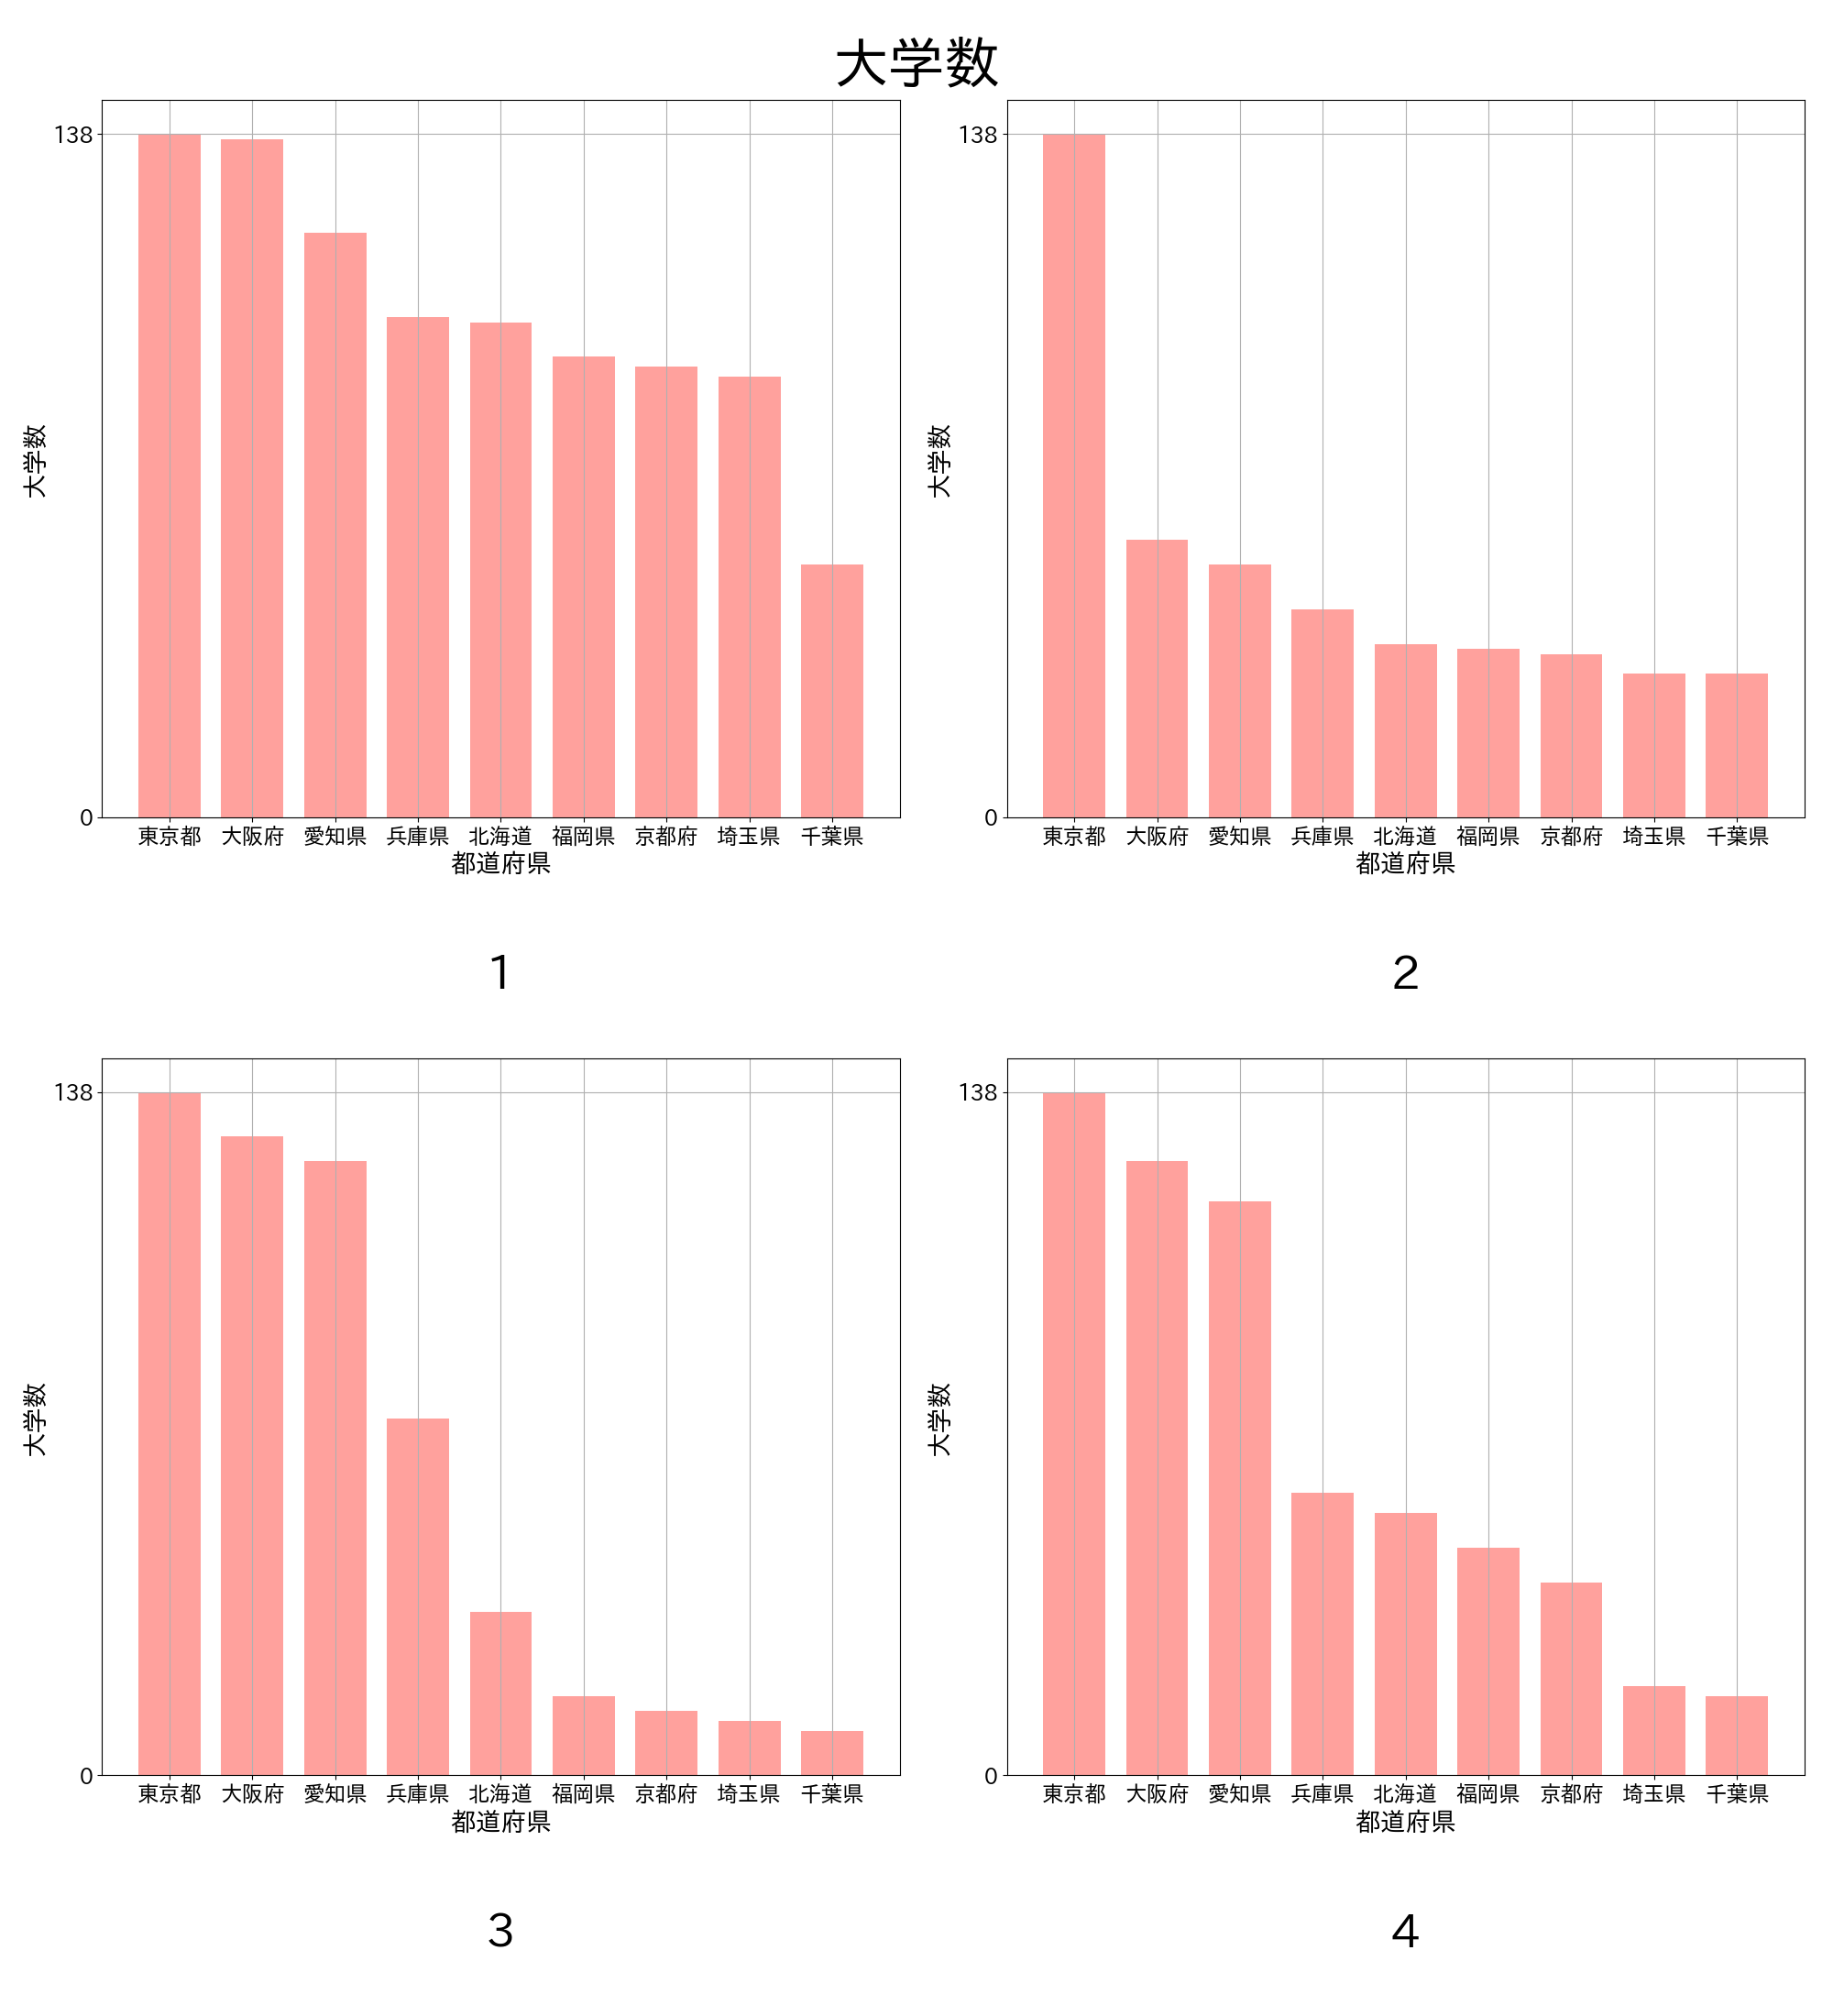 大学数
138
0
大学数
東京都 大阪府 愛知県 兵庫県 北海道 福岡県 京都府 埼玉県 千葉県
都道府県
1
138
0
大学数
東京都 大阪府 愛知県 兵庫県 北海道 福岡県 京都府 埼玉県 千葉県
都道府県
2
138
0
大学数
東京都 大阪府 愛知県 兵庫県 北海道 福岡県 京都府 埼玉県 千葉県
都道府県
3
138
0
大学数
東京都 大阪府 愛知県 兵庫県 北海道 福岡県 京都府 埼玉県 千葉県
都道府県
4